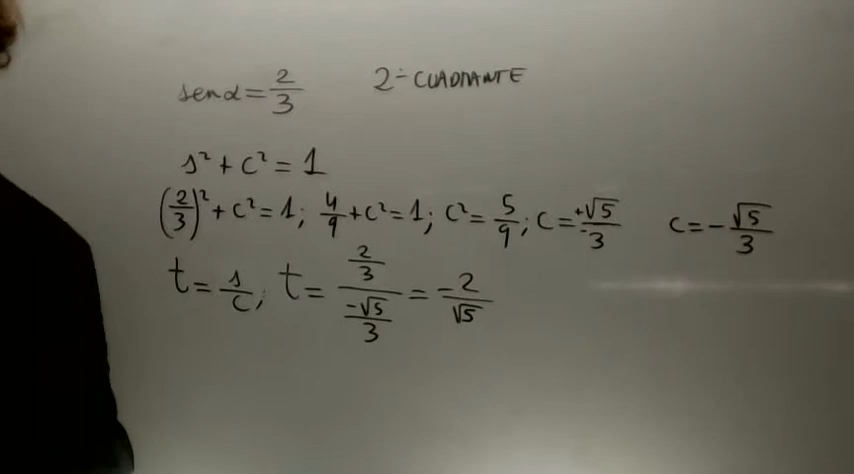 sen α = 2/3 2º CUADRANTE
s² + c² = 1
(2/3)² + c² = 1; 4/9 + c² = 1; c² = 5/9; c = ±√5/3 c = -√5/3
t = s/c; t = (2/3)/(-√5/3) = -2/√5